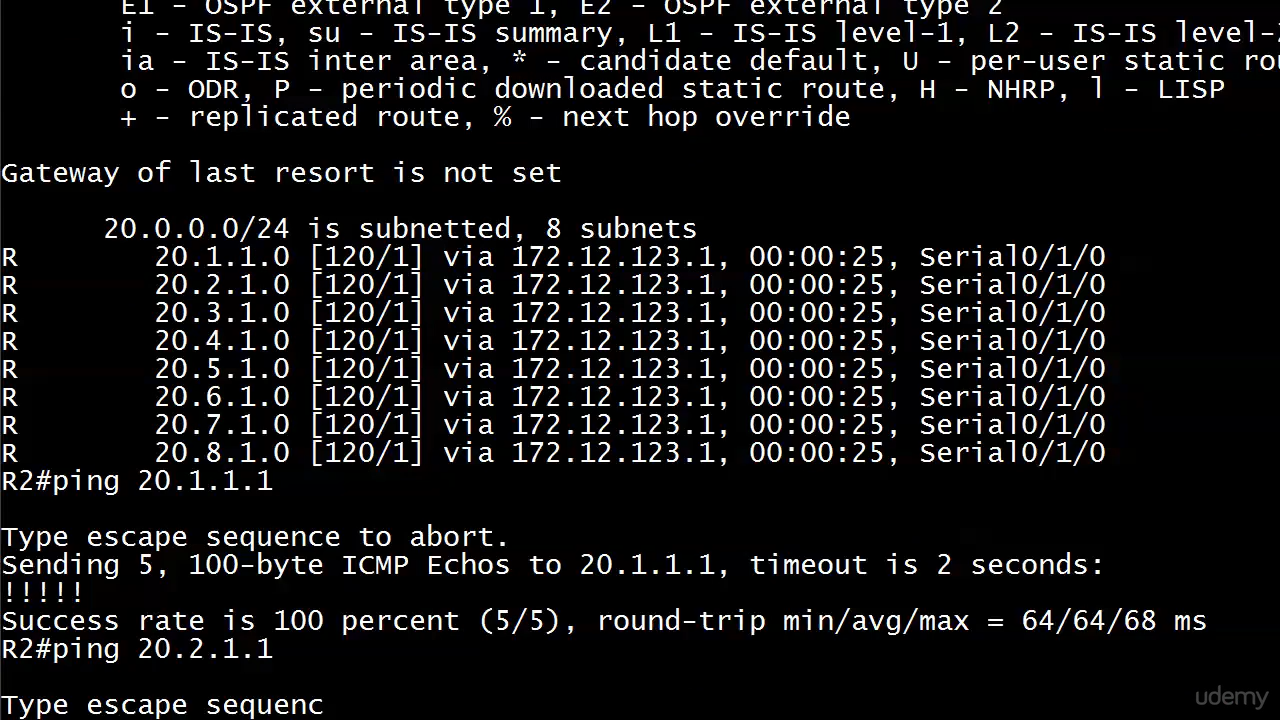 E1 - OSPF external type 1, E2 - OSPF external type 2
i - IS-IS, su - IS-IS summary, L1 - IS-IS level-1, L2 - IS-IS level-2
ia - IS-IS inter area, * - candidate default, U - per-user static rou
o - ODR, P - periodic downloaded static route, H - NHRP, l - LISP
+ - replicated route, % - next hop override
Gateway of last resort is not set
20.0.0.0/24 is subnetted, 8 subnets
R 20.1.1.0 [120/1] via 172.12.123.1, 00:00:25, Serial0/1/0
R 20.2.1.0 [120/1] via 172.12.123.1, 00:00:25, Serial0/1/0
R 20.3.1.0 [120/1] via 172.12.123.1, 00:00:25, Serial0/1/0
R 20.4.1.0 [120/1] via 172.12.123.1, 00:00:25, Serial0/1/0
R 20.5.1.0 [120/1] via 172.12.123.1, 00:00:25, Serial0/1/0
R 20.6.1.0 [120/1] via 172.12.123.1, 00:00:25, Serial0/1/0
R 20.7.1.0 [120/1] via 172.12.123.1, 00:00:25, Serial0/1/0
R 20.8.1.0 [120/1] via 172.12.123.1, 00:00:25, Serial0/1/0
R2#ping 20.1.1.1
Type escape sequence to abort.
Sending 5, 100-byte ICMP Echos to 20.1.1.1, timeout is 2 seconds:
!!!!!
Success rate is 100 percent (5/5), round-trip min/avg/max = 64/64/68 ms
R2#ping 20.2.1.1
Type escape sequenc
udemy